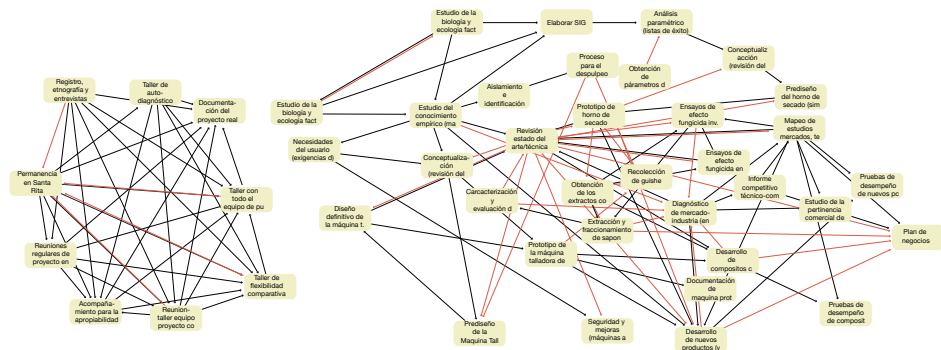 Estudio de la
biología y
ecología fact
Elaborar SIG
Análisis
paramétrico
(listas de éxito)
Conceptualiz
acción
(revisión del
Proceso
para el
despulpeo
Obtención
de
párametros d
Registro,
etnografía y
entrevistas
Taller de
auto-
diagnóstico
Aislamiento
e
identificación
Prediseño
del horno de
secado (sim
Documenta-
ción del
proyecto real
Estudio de la
biología y
ecología fact
Estudio del
conocimiento
empírico (ma
Prototipo de
horno de
secado
Ensayos de
efecto
fungicida inv.
Mapeo de
estudios
mercados, te
Necesidades
del usuario
(exigencias d)
Revisión
estado del
arte/técnica
Conceptualiza-
ción
(revisión del
Ensayos de
efecto
fungicida en
Permanencia
en Santa
Rita
Recolección
de guishe
Informe
competitivo
técnico-com
Pruebas de
desempeño
de nuevos pc
Taller con
todo el
equipo de pu
Carcacterización
y
evaluación d
Obtención
de los
extractos co
Diseño
definitivo de
la máquina t.
Diagnóstico
de mercado-
industria (en
Estudio de la
pertinencia
comercial de
Extracción y
fraccionamiento
de sapon
Plan de
negocios
Reuniones
regulares de
proyecto en
Prototipo de
la máquina
talladora de
Desarrollo
de
compositos c
Taller de
flexibilidad
comparativa
Documentación
de
maquina prot
Acompaña-
miento para la
apropiabilidad
Reunion-
taller equipo
proyecto co
Pruebas de
desempeño
de composit
Prediseño
de la
Maquina Tall
Seguridad y
mejoras
(máquinas a
Desarrollo
de nuevos
productos (y